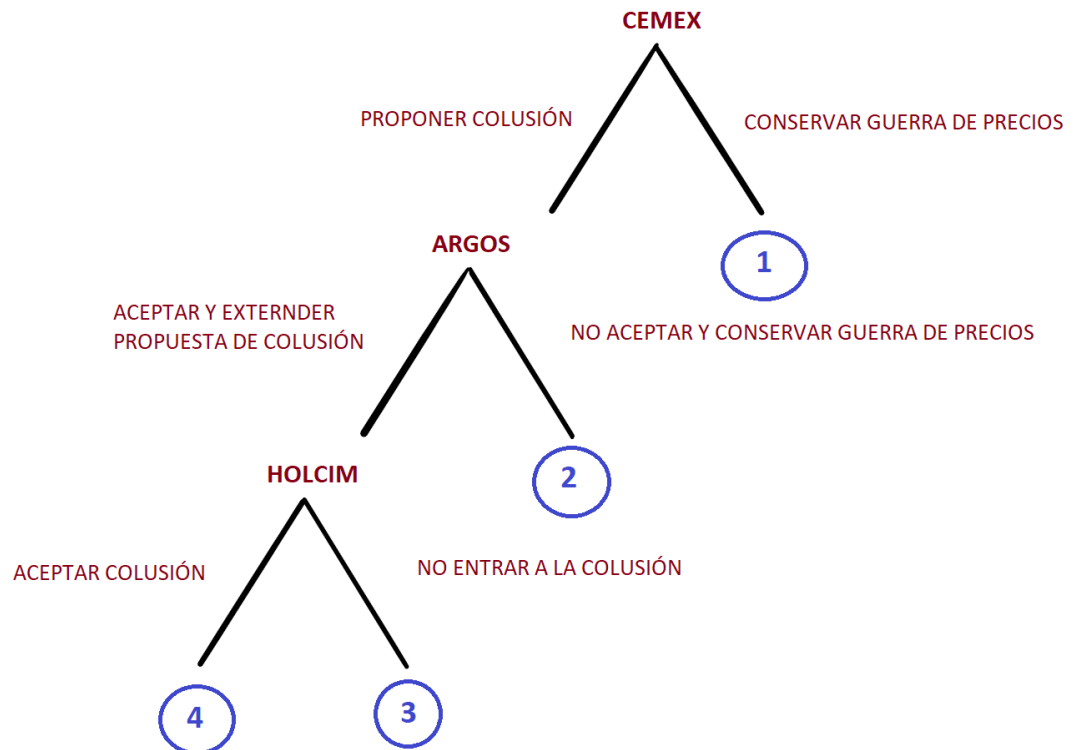 CEMEX
PROPONER COLUSIÓN
CONSERVAR GUERRA DE PRECIOS
ARGOS
1
ACEPTAR Y EXTERNDER
PROPUESTA DE COLUSIÓN
NO ACEPTAR Y CONSERVAR GUERRA DE PRECIOS
HOLCIM
2
ACEPTAR COLUSIÓN
NO ENTRAR A LA COLUSIÓN
4
3